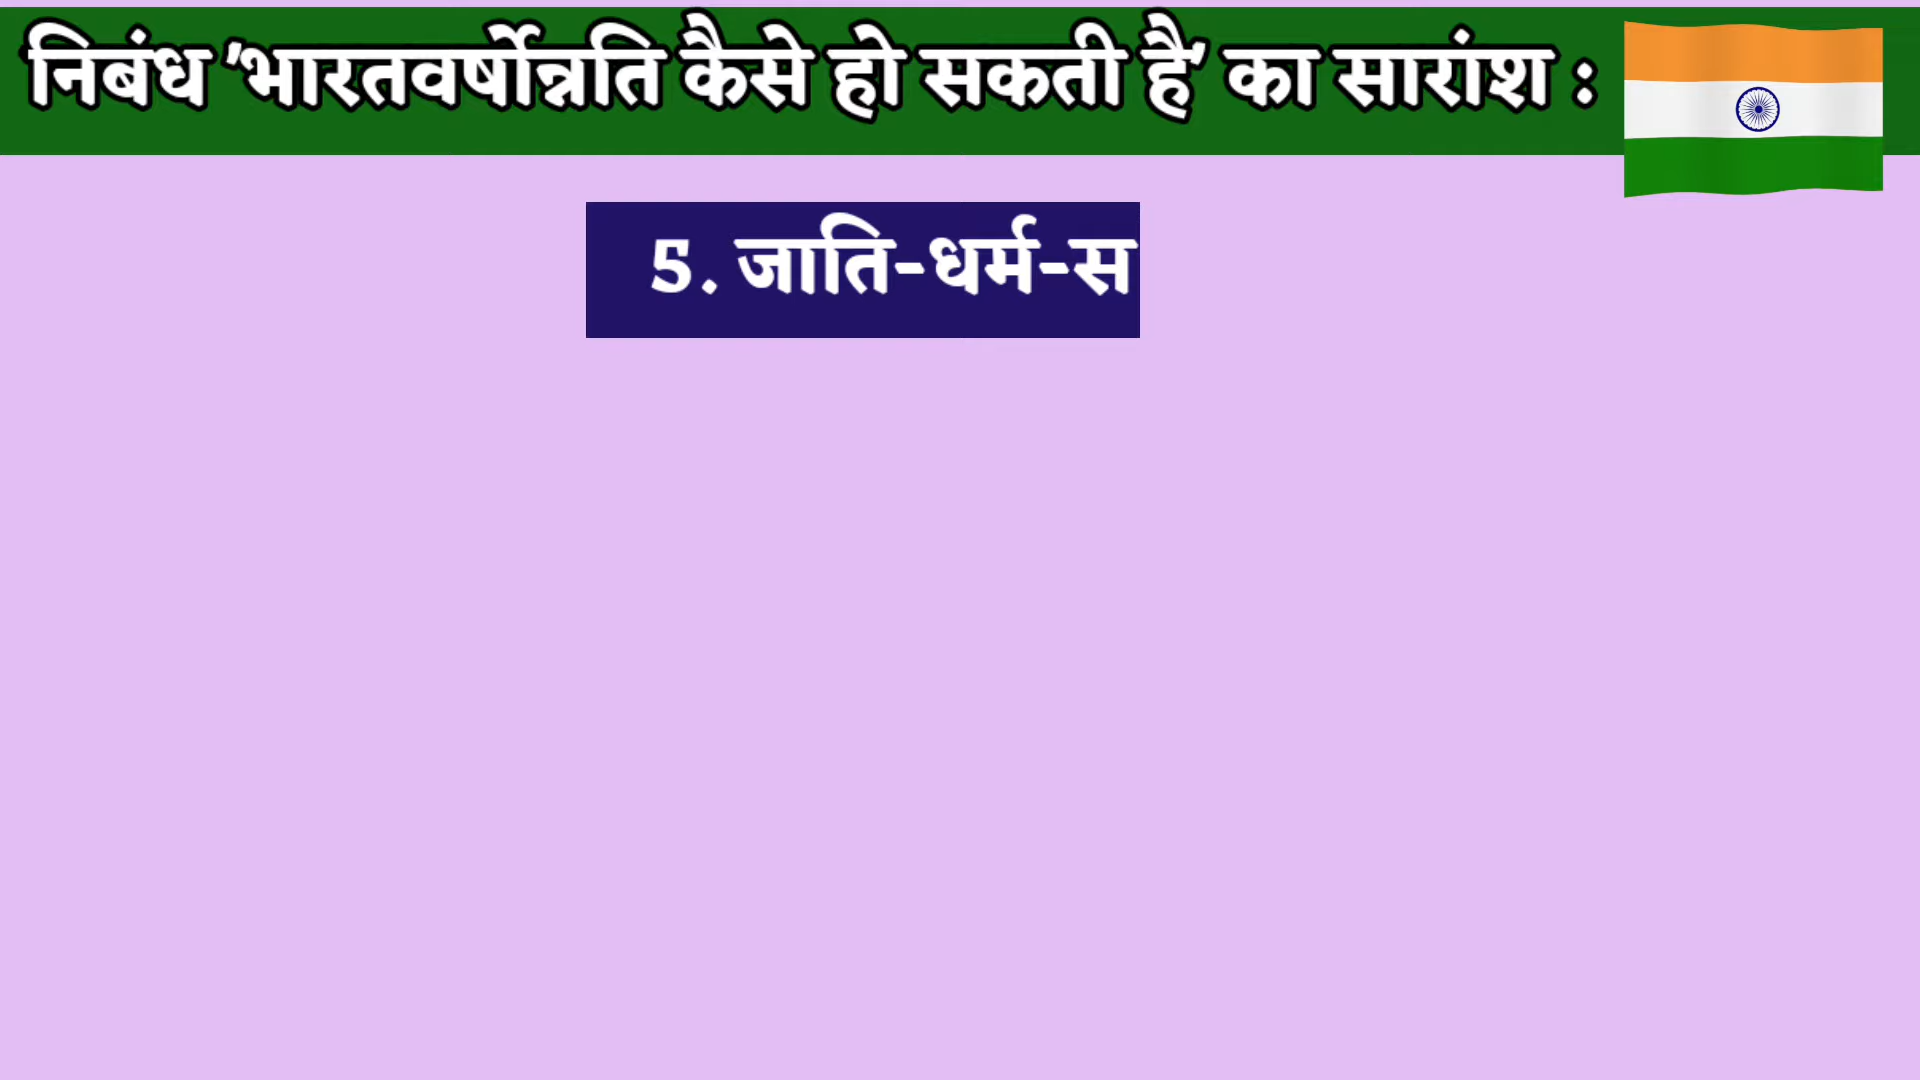 निबंध 'भारतवर्षोन्नति कैसे हो सकती है' का सारांश :
5. जाति-धर्म-स